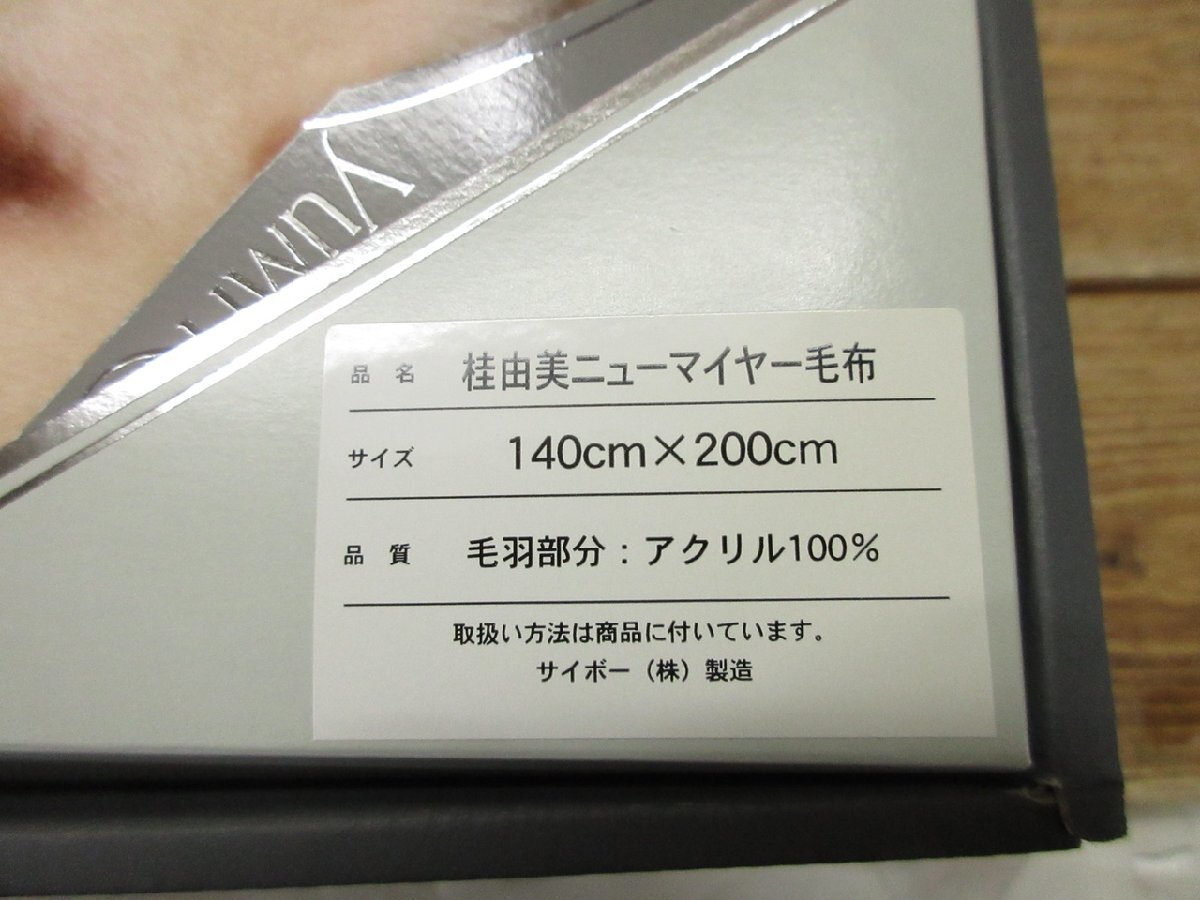 YUMI
品名 桂由美ニューマイヤー毛布
サイズ 140cm×200cm
品質 毛羽部分：アクリル100%
取扱い方法は商品に付いています。
サイボー（株）製造